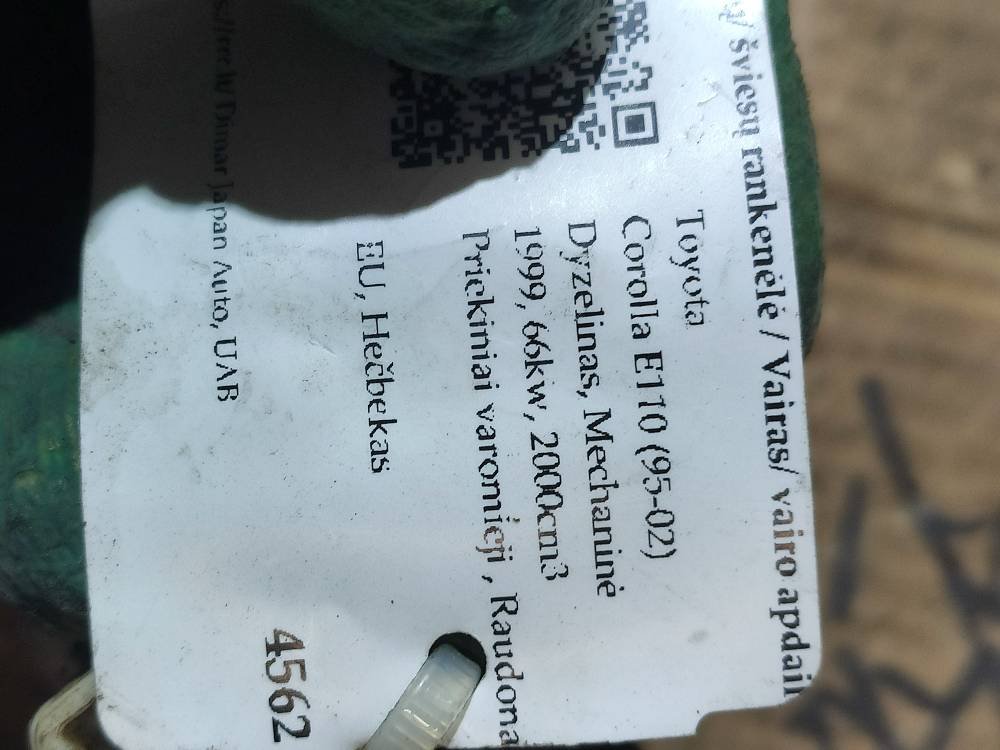 šviesų rankenėlė / Vairas/ vairo apdail
Toyota
Corolla E110 (95-02)
Dyzelinas, Mechaninė
1999, 66kw, 2000cm3
Priekiniai varomieji , Raudona
EU, Hečbekas
4562
Japan Auto, UAB